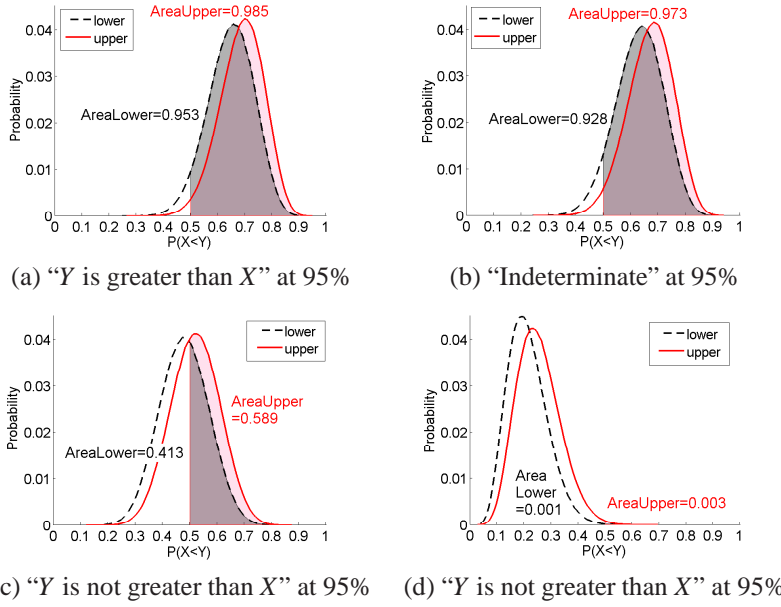 AreaUpper=0.985
lower
upper
0.04
0.03
0.02
0.01
0
Probability
AreaLower=0.953
0 0.1 0.2 0.3 0.4 0.5 0.6 0.7 0.8 0.9 1
P(X<Y)
(a) “Y is greater than X” at 95%
AreaUpper=0.973
lower
upper
0.04
0.03
0.02
0.01
0
Probability
AreaLower=0.928
0 0.1 0.2 0.3 0.4 0.5 0.6 0.7 0.8 0.9 1
P(X<Y)
(b) “Indeterminate” at 95%
lower
upper
0.04
0.03
0.02
0.01
0
Probability
AreaUpper
=0.589
AreaLower=0.413
0 0.1 0.2 0.3 0.4 0.5 0.6 0.7 0.8 0.9 1
P(X<Y)
c) “Y is not greater than X” at 95%
lower
upper
0.04
0.03
0.02
0.01
0
Probability
Area
Lower
=0.001
AreaUpper=0.003
0 0.1 0.2 0.3 0.4 0.5 0.6 0.7 0.8 0.9 1
P(X<Y)
(d) “Y is not greater than X” at 95%